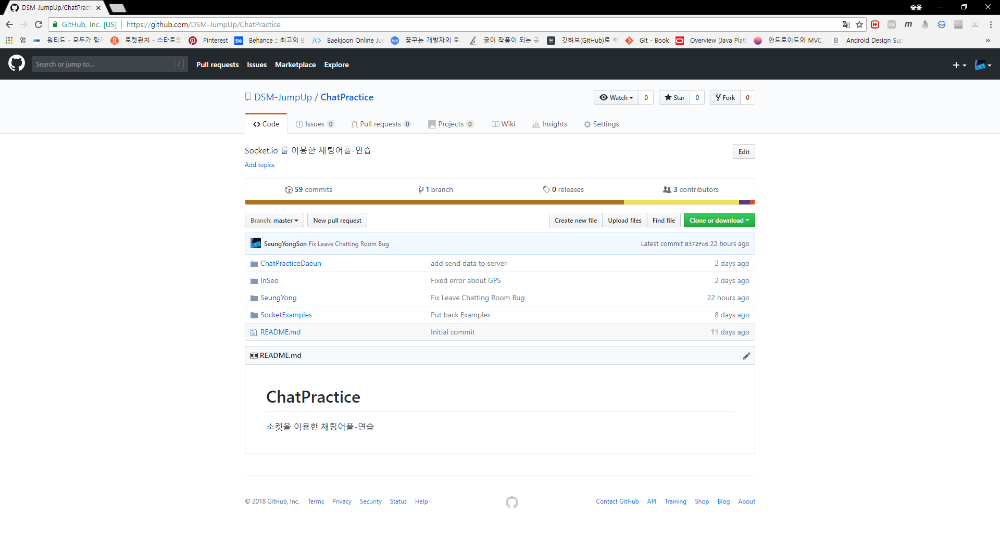 DSM-JumpUp/ChatPract
승용
GitHub, Inc. [US] https://github.com/DSM-JumpUp/ChatPractice
앱 원티드 - 모두가 함께 로켓펀치 - 스타트업 Pinterest Behance :: 최고의 B Baekjoon Online Jud 꿈꾸는 개발자의 로그 글이 작품이 되는 공 깃허브(GitHub)로 취 Git - Book Overview (Java Platf 안드로이드의 MVC, Android Design Sup »
Search or jump to... / Pull requests Issues Marketplace Explore
DSM-JumpUp / ChatPractice
Watch 0 Star 0 Fork 0
Code Issues 0 Pull requests 0 Projects 0 Wiki Insights Settings
Socket.io 를 이용한 채팅어플-연습
Edit
Add topics
59 commits 1 branch 0 releases 3 contributors
Branch: master New pull request Create new file Upload files Find file Clone or download
SeungYongSon Fix Leave Chatting Room Bug Latest commit 0372fc6 22 hours ago
ChatPracticeDaeun add send data to server 2 days ago
InSeo Fixed error about GPS 2 days ago
SeungYong Fix Leave Chatting Room Bug 22 hours ago
SocketExamples Put back Examples 8 days ago
README.md Initial commit 11 days ago
README.md
ChatPractice
소켓을 이용한 채팅어플-연습
© 2018 GitHub, Inc. Terms Privacy Security Status Help Contact GitHub API Training Shop Blog About